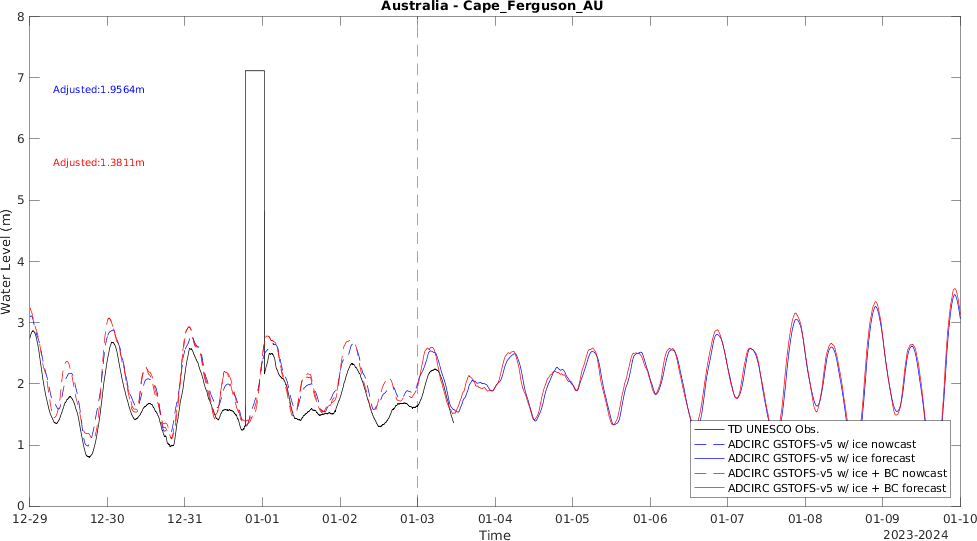 Australia - Cape_Ferguson_AU
8
7
6
5
4
3
2
1
0
Water Level (m)
Adjusted:1.9564m
Adjusted:1.3811m
TD UNESCO Obs.
ADCIRC GSTOFS-v5 w/ ice nowcast
ADCIRC GSTOFS-v5 w/ ice forecast
ADCIRC GSTOFS-v5 w/ ice + BC nowcast
ADCIRC GSTOFS-v5 w/ ice + BC forecast
12-29 12-30 12-31 01-01 01-02 01-03 01-04 01-05 01-06 01-07 01-08 01-09 01-10
2023-2024
Time